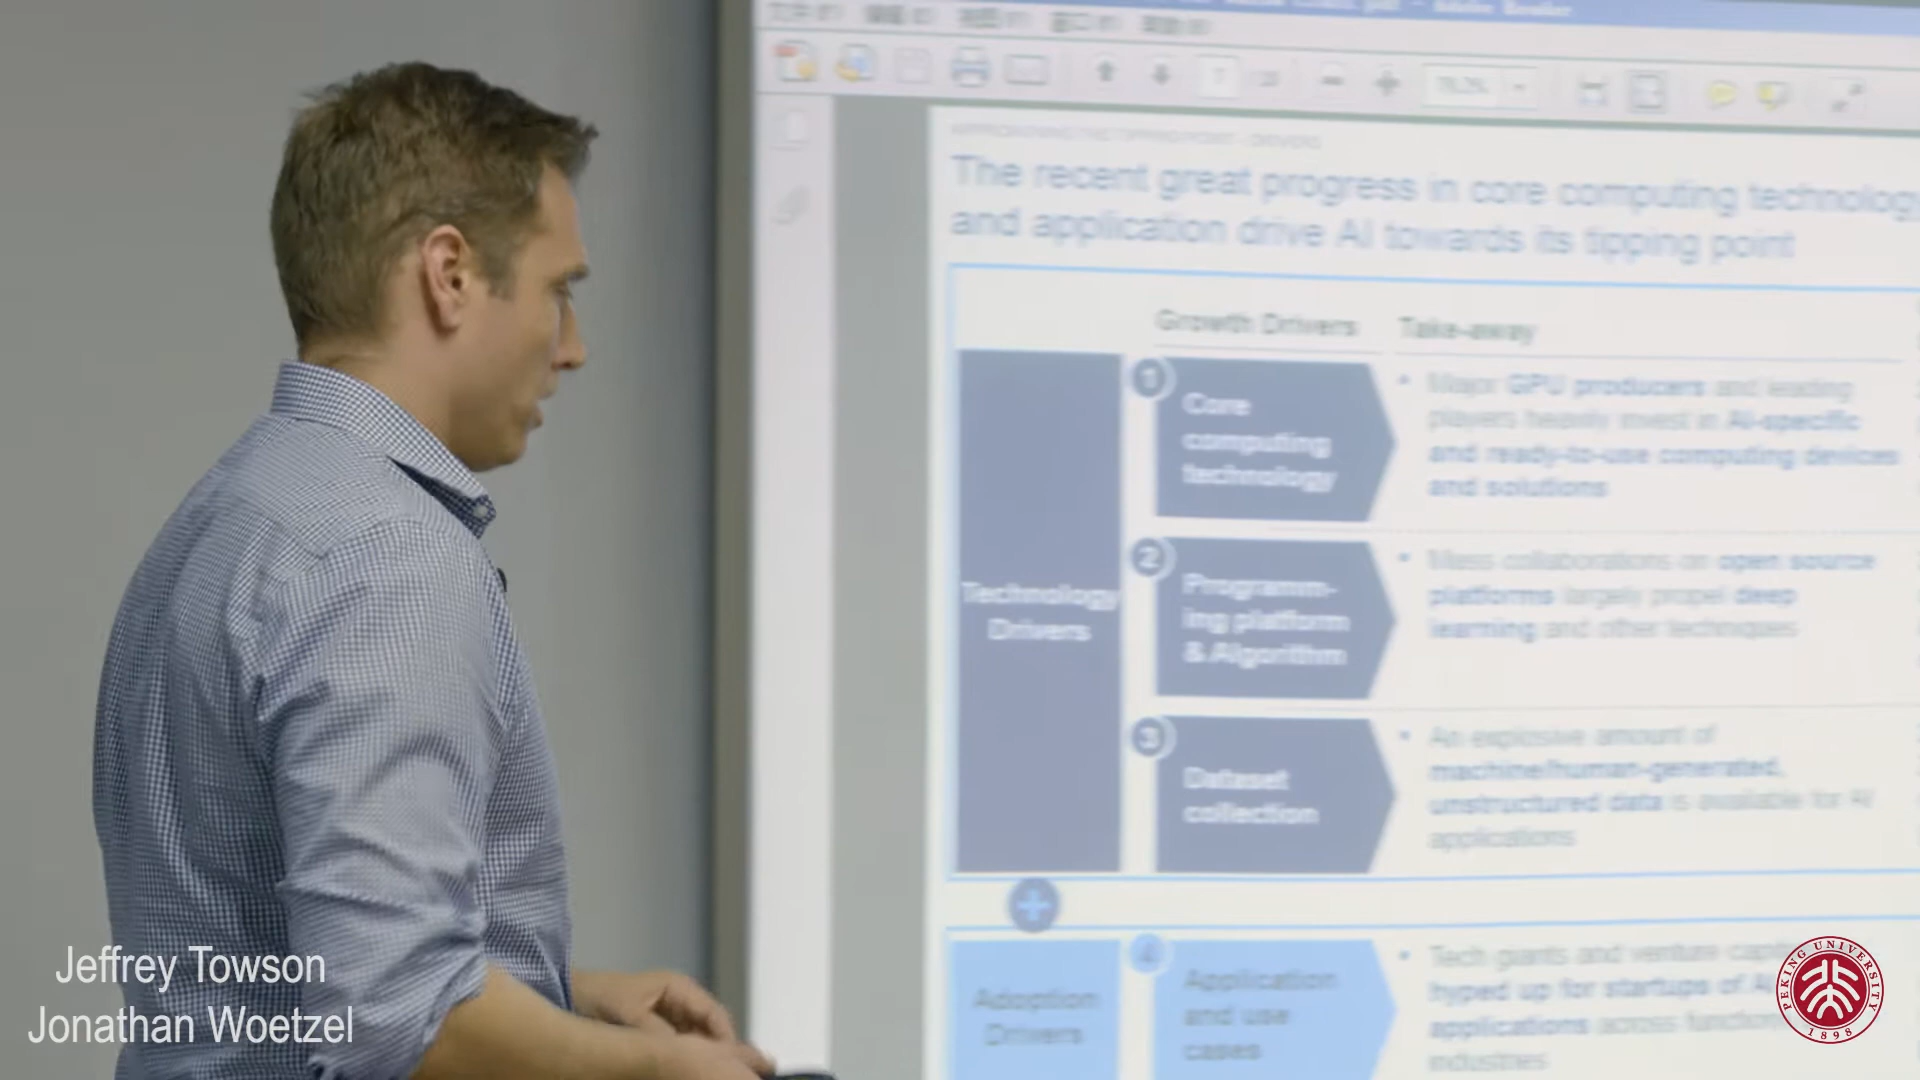 Adobe Reader
The recent great progress in core computing technology
and application drive AI towards its tipping point
Growth Drivers
Take-away
Technology
Drivers
1
Core
computing
technology
Major GPU producers and leading
players heavily invest in AI-specific
and ready-to-use computing devices
and solutions
2
Programm-
ing platform
& Algorithm
Mass collaborations on open source
platforms largely propel deep
learning and other techniques
3
Dataset
collection
An explosive amount of
machine/human-generated,
unstructured data is available for AI
applications
+
Adoption
Drivers
4
Application
and use
cases
Tech giants and venture
hyped up for startups of
applications across
industries
Jeffrey Towson
Jonathan Woetzel
PEKING UNIVERSITY
1898